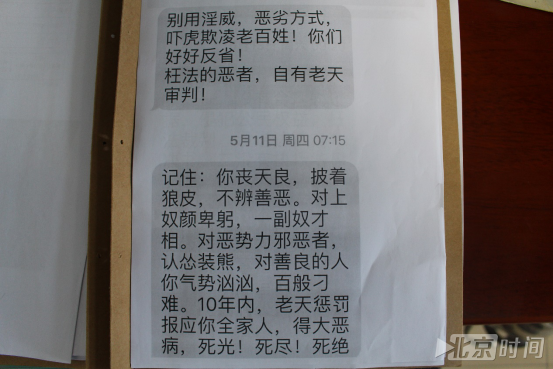 别用淫威，恶劣方式，
吓虎欺凌老百姓！你们
好好反省！
枉法的恶者，自有老天
审判！
5月11日 周四 07:15
记住：你丧天良，披着
狼皮，不辨善恶。对上
奴颜卑躬，一副奴才
相。对恶势力邪恶者，
认怂装熊，对善良的人
你气势汹汹，百般刁
难。10年内，老天惩罚
报应你全家人，得大恶
病，死光！死尽！死绝
北京时间